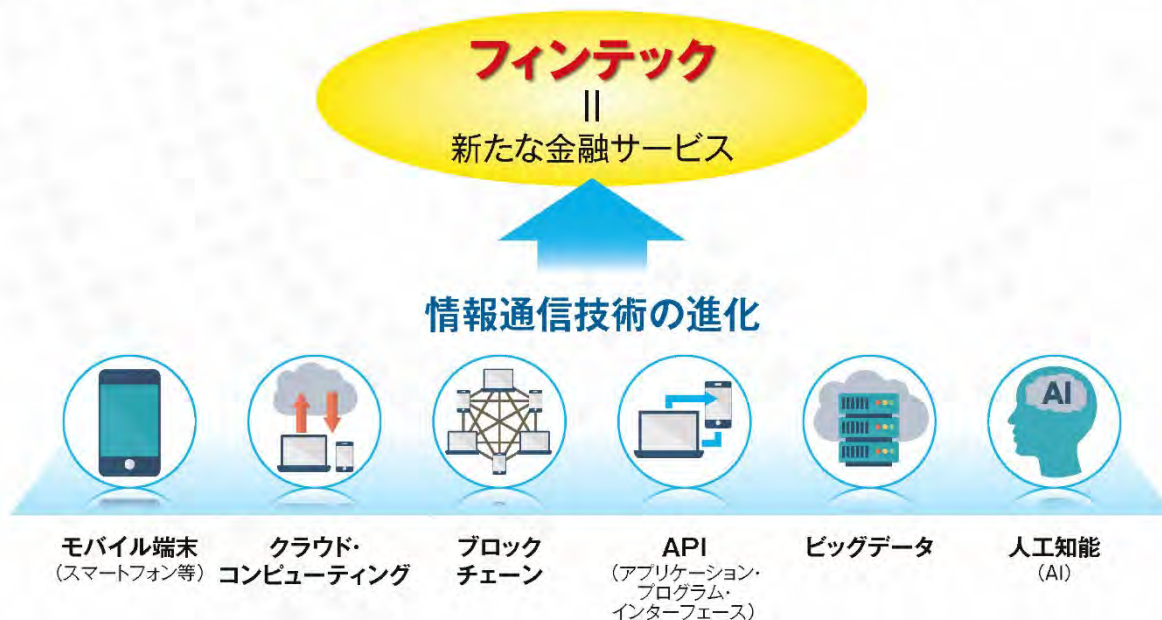 フィンテック
＝
新たな金融サービス
情報通信技術の進化
AI
モバイル端末
（スマートフォン等）
クラウド・
コンピューティング
ブロック
チェーン
API
（アプリケーション・
プログラム・
インターフェース）
ビッグデータ
人工知能
（AI）